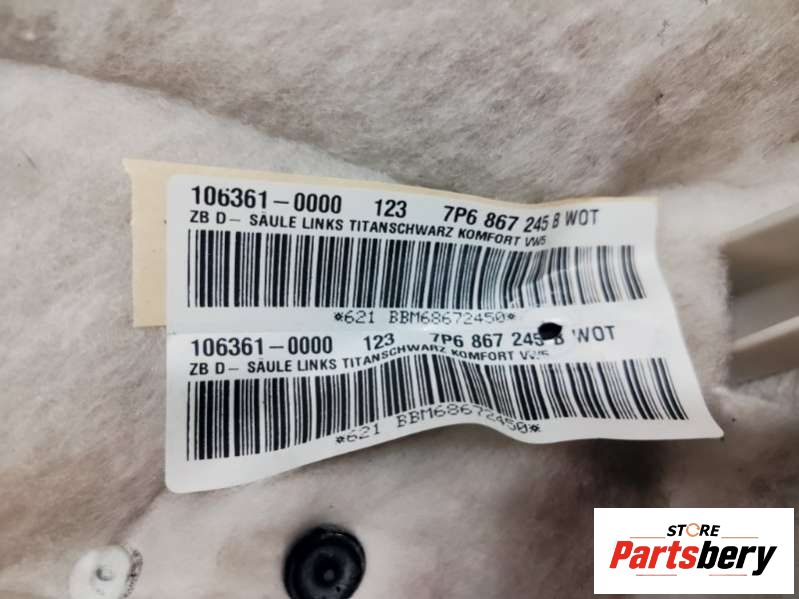 106361-0000 123 7P6 867 245 B WOT
ZB D- SÄULE LINKS TITANSCHWARZ KOMFORT VW5
*621 BBM68672450*
106361-0000 123 7P6 867 245 B WOT
ZB D- SÄULE LINKS TITANSCHWARZ KOMFORT VW5
*621 BBM68672450*
STORE
Partsbery